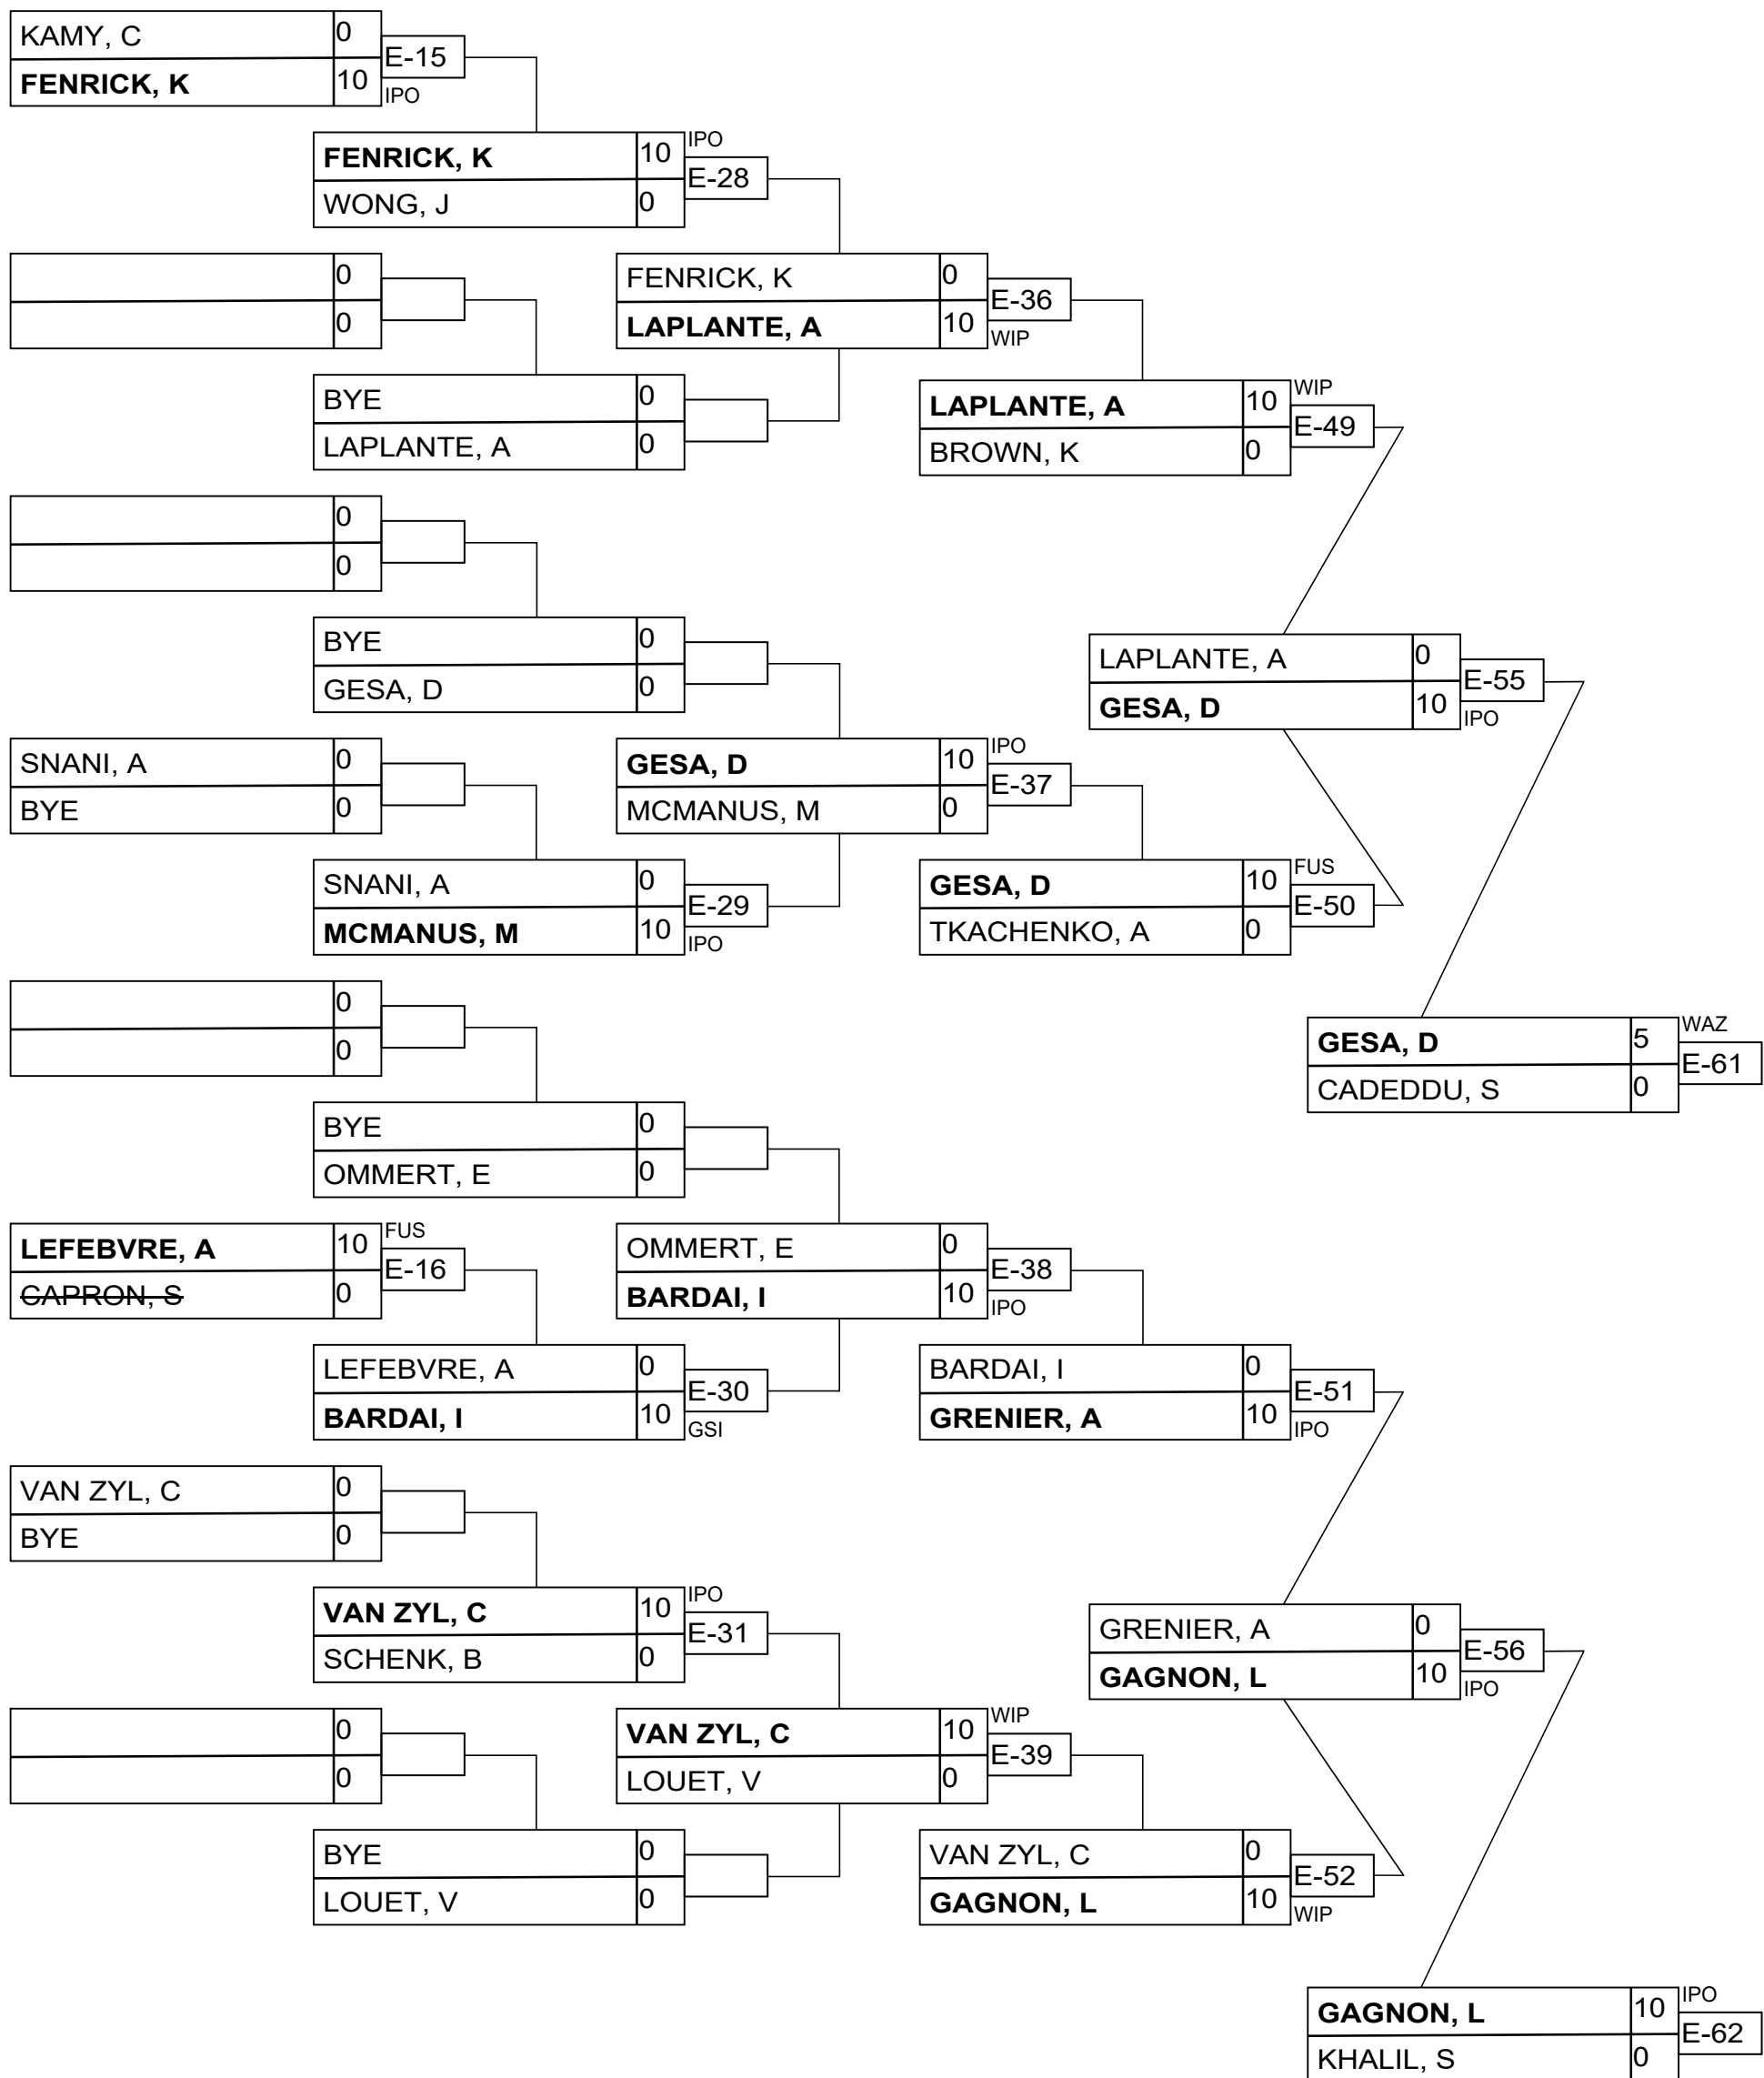 KAMY, C 0
E-15
FENRICK, K 10
IPO
FENRICK, K 10 IPO
E-28
WONG, J 0
0
0
FENRICK, K 0
E-36
LAPLANTE, A 10
WIP
BYE 0
LAPLANTE, A 0
LAPLANTE, A 10 WIP
E-49
BROWN, K 0
0
0
BYE 0
GESA, D 0
LAPLANTE, A 0
E-55
GESA, D 10
IPO
SNANI, A 0
BYE 0
GESA, D 10 IPO
E-37
MCMANUS, M 0
SNANI, A 0
E-29
MCMANUS, M 10
IPO
GESA, D 10 FUS
E-50
TKACHENKO, A 0
0
0
GESA, D 5 WAZ
E-61
CADEDDU, S 0
BYE 0
OMMERT, E 0
LEFEBVRE, A 10 FUS
E-16
CAPRON, S 0
OMMERT, E 0
E-38
BARDAI, I 10
IPO
LEFEBVRE, A 0
E-30
BARDAI, I 10
GSI
BARDAI, I 0
E-51
GRENIER, A 10
IPO
VAN ZYL, C 0
BYE 0
VAN ZYL, C 10 IPO
E-31
SCHENK, B 0
GRENIER, A 0
E-56
GAGNON, L 10
IPO
0
0
VAN ZYL, C 10 WIP
E-39
LOUET, V 0
BYE 0
LOUET, V 0
VAN ZYL, C 0
E-52
GAGNON, L 10
WIP
GAGNON, L 10 IPO
E-62
KHALIL, S 0